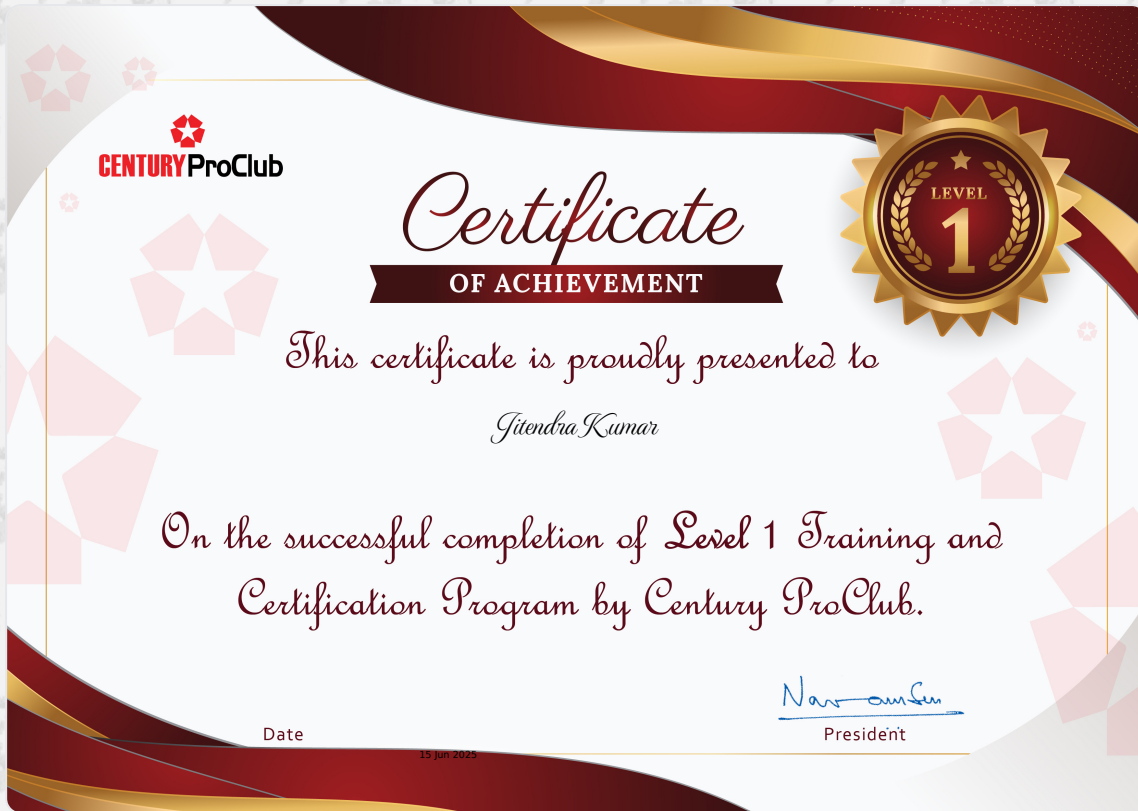 CENTURY ProClub
LEVEL
1
Certificate
OF ACHIEVEMENT
This certificate is proudly presented to
Jitendra Kumar
On the successful completion of Level 1 Training and
Certification Program by Century ProClub.
Date
President
15 Jun 2025